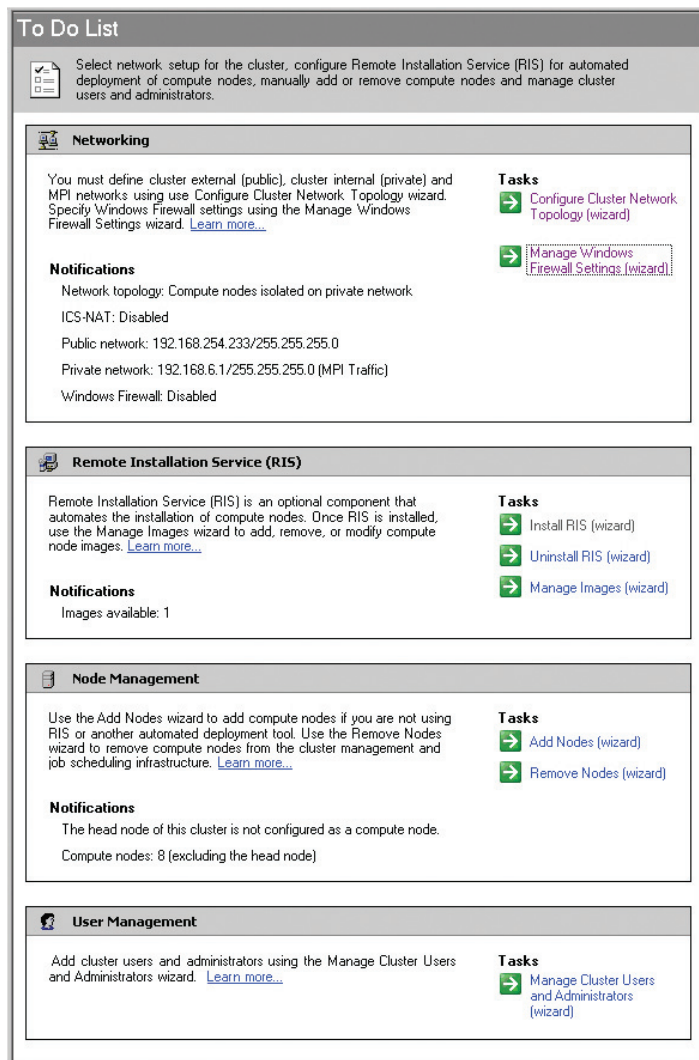 To Do List
Select network setup for the cluster, configure Remote Installation Service (RIS) for automated
deployment of compute nodes, manually add or remove compute nodes and manage cluster
users and administrators.
Networking
You must define cluster external (public), cluster internal (private) and
MPI networks using use Configure Cluster Network Topology wizard.
Specify Windows Firewall settings using the Manage Windows
Firewall Settings wizard. Learn more...
Tasks
Configure Cluster Network
Topology (wizard)
Manage Windows
Firewall Settings (wizard)
Notifications
Network topology: Compute nodes isolated on private network
ICS-NAT: Disabled
Public network: 192.168.254.233/255.255.255.0
Private network: 192.168.6.1/255.255.255.0 (MPI Traffic)
Windows Firewall: Disabled
Remote Installation Service (RIS)
Remote Installation Service (RIS) is an optional component that
automates the installation of compute nodes. Once RIS is installed,
use the Manage Images wizard to add, remove, or modify compute
node images. Learn more...
Tasks
Install RIS (wizard)
Uninstall RIS (wizard)
Manage Images (wizard)
Notifications
Images available: 1
Node Management
Use the Add Nodes wizard to add compute nodes if you are not using
RIS or another automated deployment tool. Use the Remove Nodes
wizard to remove compute nodes from the cluster management and
job scheduling infrastructure. Learn more...
Tasks
Add Nodes (wizard)
Remove Nodes (wizard)
Notifications
The head node of this cluster is not configured as a compute node.
Compute nodes: 8 (excluding the head node)
User Management
Add cluster users and administrators using the Manage Cluster Users
and Administrators wizard. Learn more...
Tasks
Manage Cluster Users
and Administrators
(wizard)